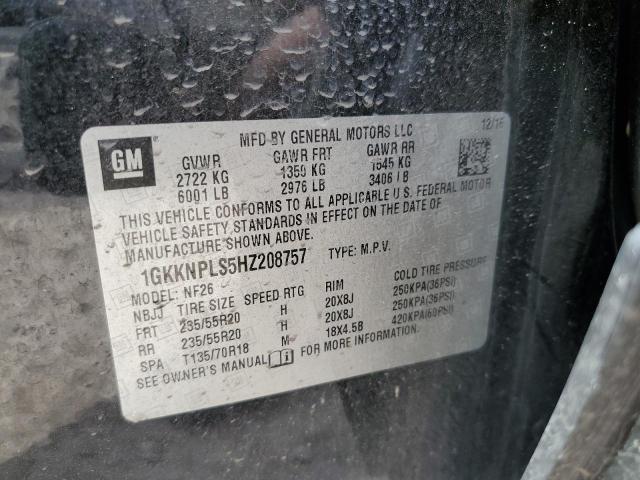 GM
MFD BY GENERAL MOTORS LLC 12/16
GVWR GAWR FRT GAWR RR
2722 KG 1350 KG 1545 KG
6001 LB 2976 LB 3406 LB
THIS VEHICLE CONFORMS TO ALL APPLICABLE U.S. FEDERAL MOTOR
VEHICLE SAFETY STANDARDS IN EFFECT ON THE DATE OF
MANUFACTURE SHOWN ABOVE.
1GKKNPLS5HZ208757 TYPE: M.P.V.
MODEL: NF26
NBJJ TIRE SIZE SPEED RTG RIM COLD TIRE PRESSURE
FRT 235/55R20 H 20X8J 250KPA(36PSI)
RR 235/55R20 H 20X8J 250KPA(36PSI)
SPA T135/70R18 M 18X4.5B 420KPA(60PSI)
SEE OWNER'S MANUAL FOR MORE INFORMATION.